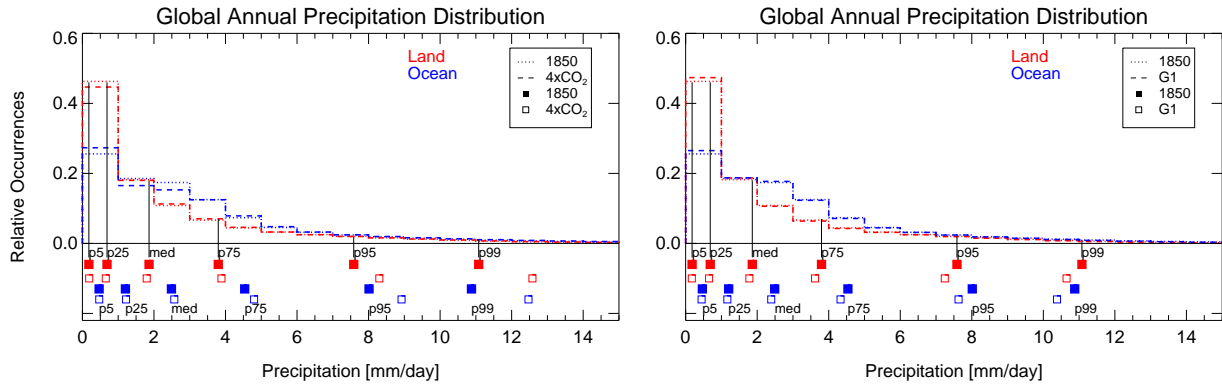 Global Annual Precipitation Distribution
0.6
0.4
0.2
0.0
Relative Occurrences
Land
Ocean
1850
4xCO2
1850
4xCO2
p5 p25 med p75 p95 p99
p5 p25 med p75 p95 p99
0 2 4 6 8 10 12 14
Precipitation [mm/day]
Global Annual Precipitation Distribution
0.6
0.4
0.2
0.0
Land
Ocean
1850
G1
1850
G1
p5 p25 med p75 p95 p99
p5 p25 med p75 p95 p99
0 2 4 6 8 10 12 14
Precipitation [mm/day]